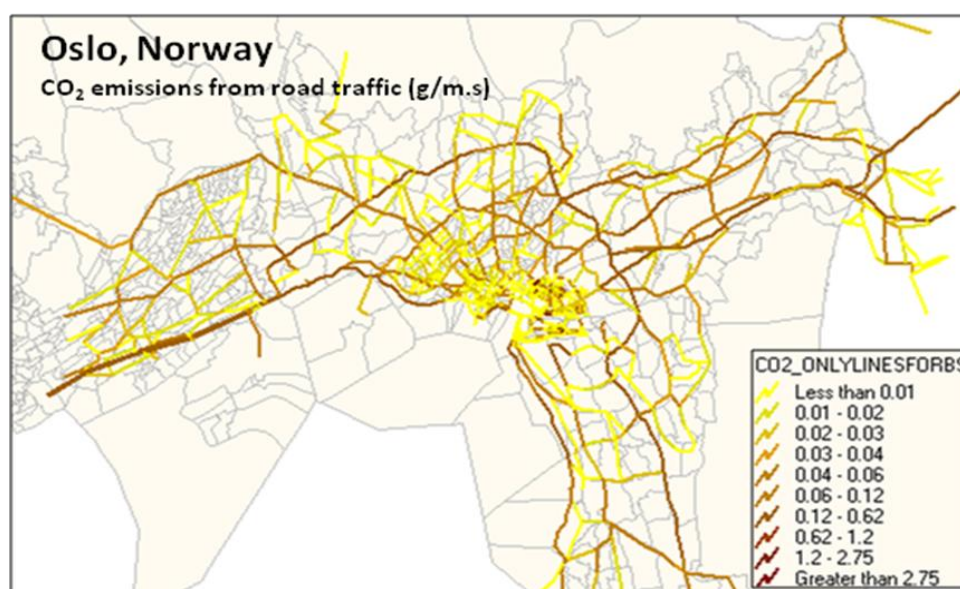 Oslo, Norway
CO₂ emissions from road traffic (g/m.s)
CO2_ONLYLINESFORBS
Less than 0.01
0.01 - 0.02
0.02 - 0.03
0.03 - 0.04
0.04 - 0.06
0.06 - 0.12
0.12 - 0.62
0.62 - 1.2
1.2 - 2.75
Greater than 2.75